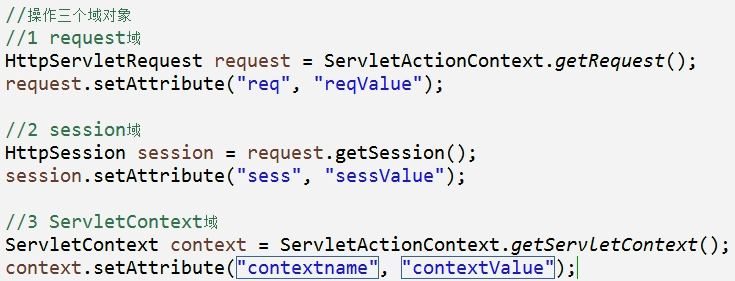 //操作三个域对象
//1 request域
HttpServletRequest request = ServletActionContext.getRequest();
request.setAttribute("req", "reqValue");
//2 session域
HttpSession session = request.getSession();
session.setAttribute("sess", "sessValue");
//3 ServletContext域
ServletContext context = ServletActionContext.getServletContext();
context.setAttribute("contextname", "contextValue");